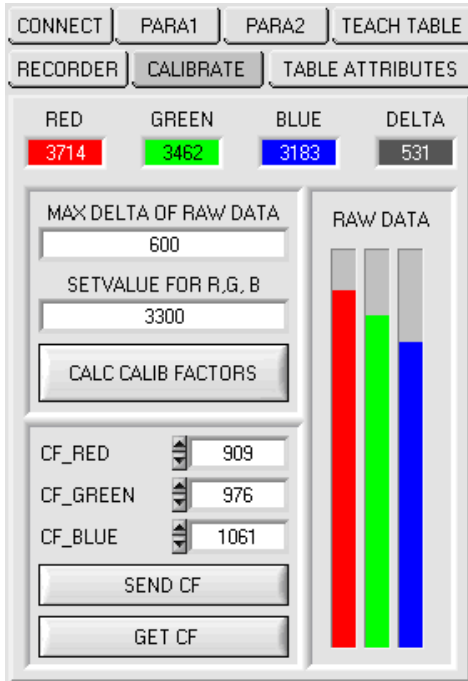 CONNECT PARA1 PARA2 TEACH TABLE
RECORDER CALIBRATE TABLE ATTRIBUTES
RED GREEN BLUE DELTA
3714 3462 3183 531
MAX DELTA OF RAW DATA
600
SETVALUE FOR R,G, B
3300
CALC CALIB FACTORS
CF_RED 909
CF_GREEN 976
CF_BLUE 1061
SEND CF
GET CF
RAW DATA